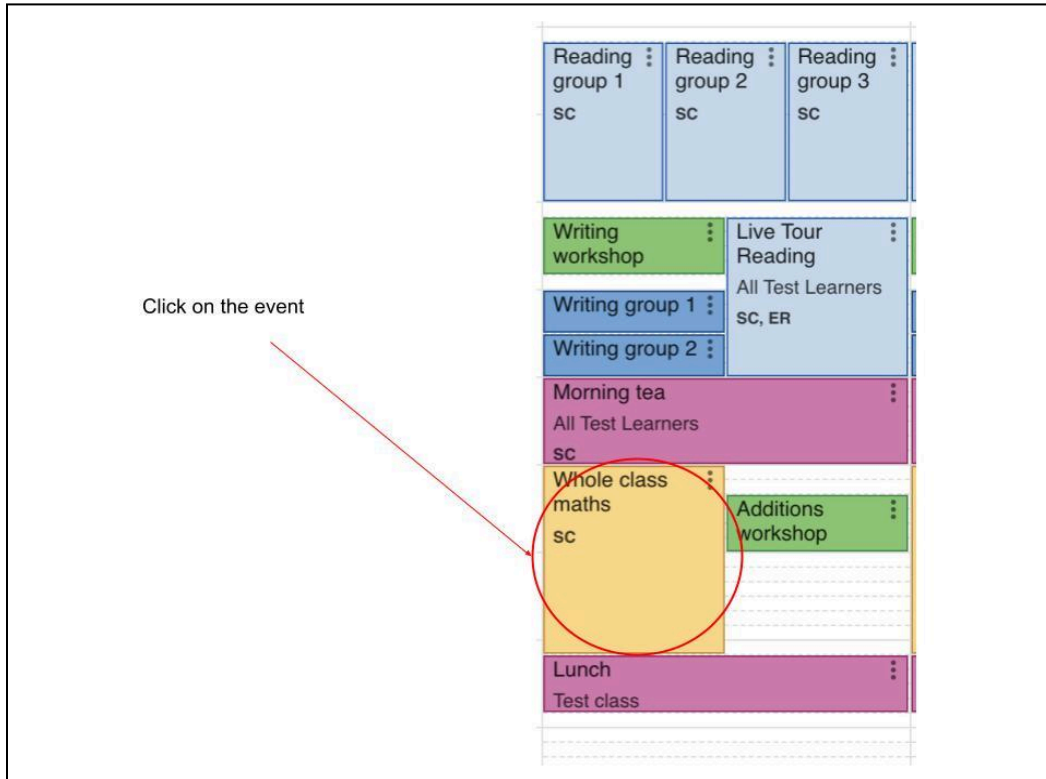 Reading
group 1
SC
Reading
group 2
SC
Reading
group 3
SC
Writing
workshop
Live Tour
Reading
All Test Learners
SC, ER
Click on the event
Writing group 1
Writing group 2
Morning tea
All Test Learners
SC
Whole class
maths
SC
Additions
workshop
Lunch
Test class